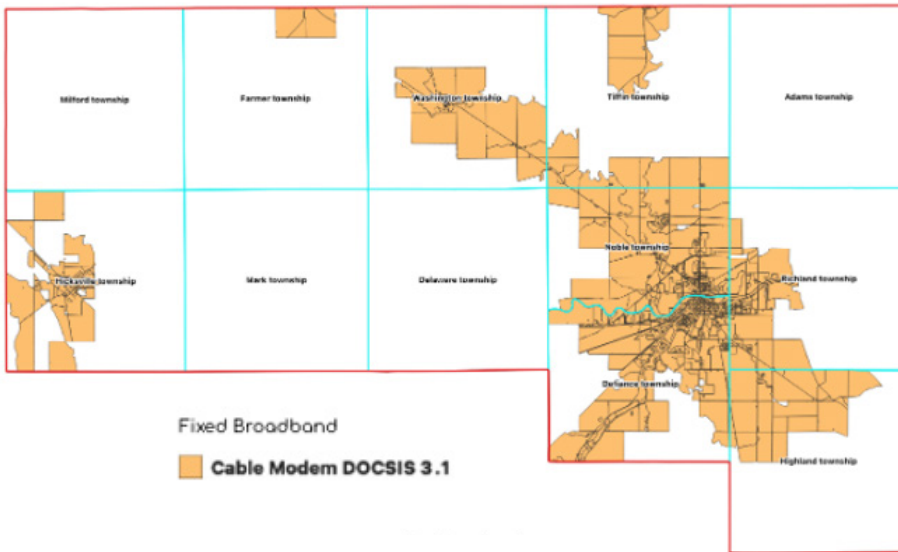 Milford township
Farmer township
Washington township
Tiffin township
Adams township
Hicksville township
Mark township
Delaware township
Noble township
Richland township
Defiance township
Highland township
Fixed Broadband
Cable Modem DOCSIS 3.1